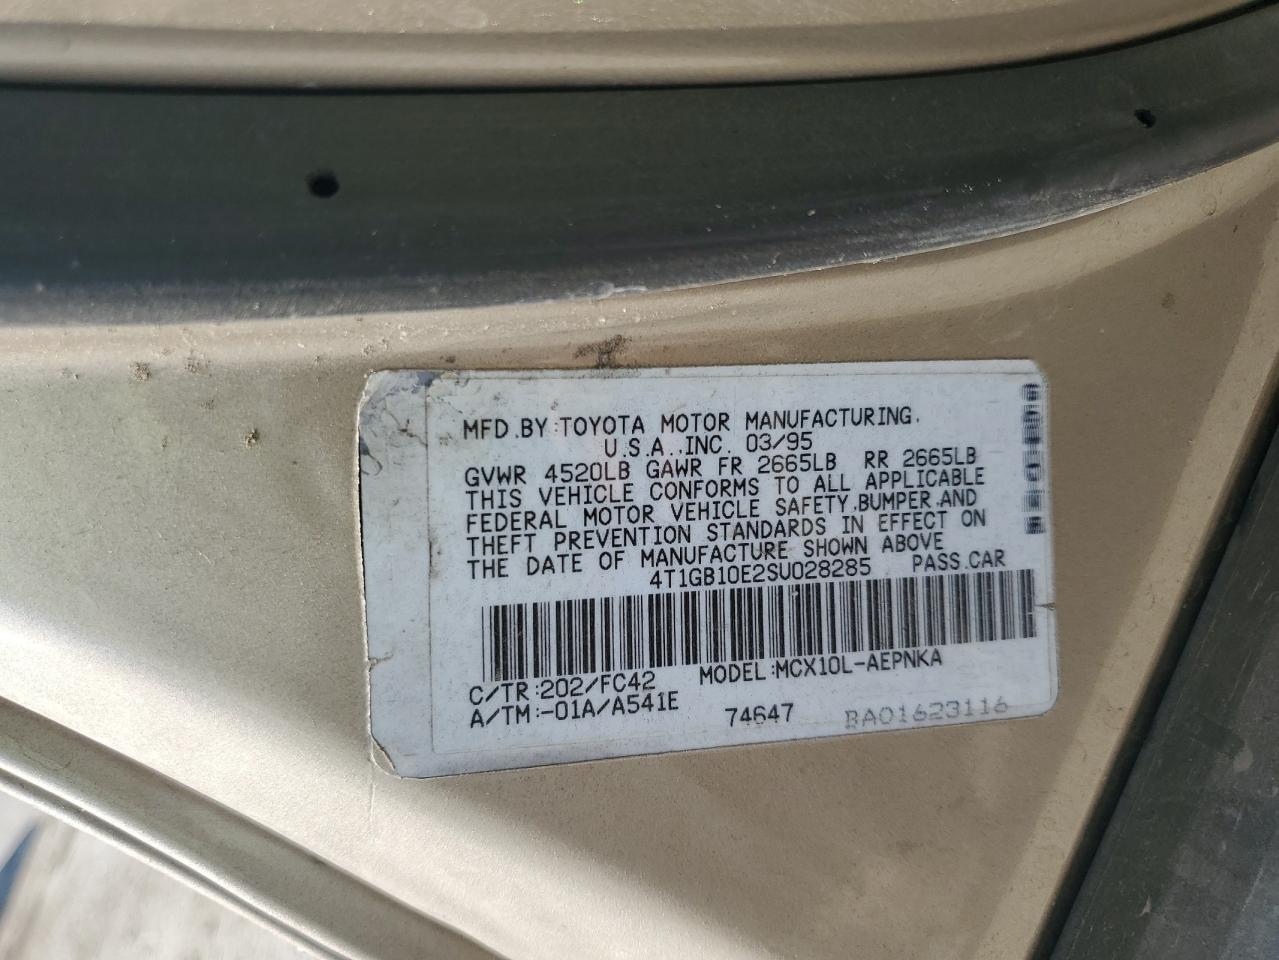 MFD.BY:TOYOTA MOTOR MANUFACTURING,
U.S.A.,INC. 03/95
GVWR 4520LB GAWR FR 2665LB RR 2665LB
THIS VEHICLE CONFORMS TO ALL APPLICABLE
FEDERAL MOTOR VEHICLE SAFETY,BUMPER,AND
THEFT PREVENTION STANDARDS IN EFFECT ON
THE DATE OF MANUFACTURE SHOWN ABOVE
4T1GB10E2SU028285 PASS.CAR
C/TR:202/FC42 MODEL:MCX10L-AEPNKA
A/TM:-01A/A541E 74647 BA01623116